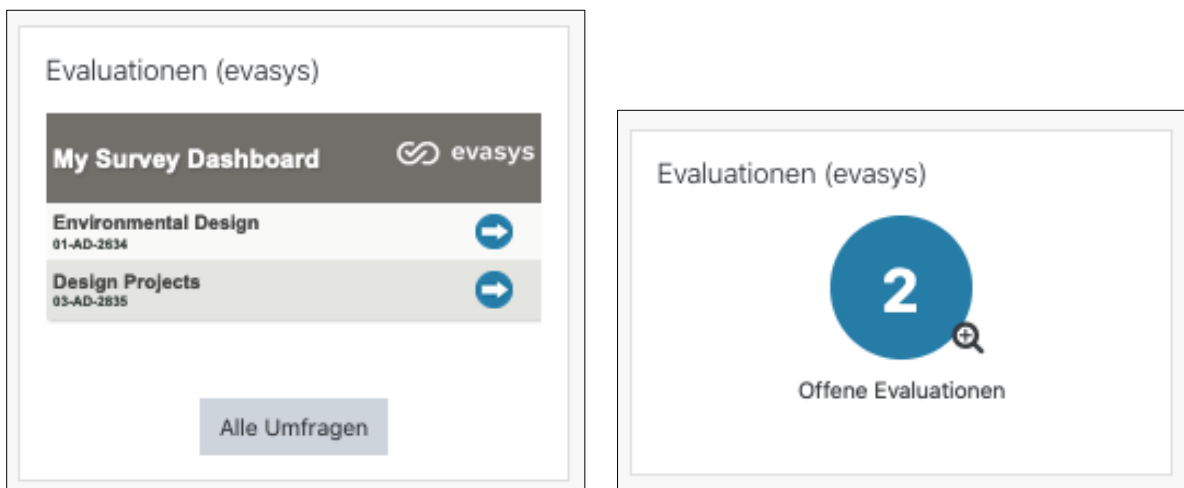 Evaluationen (evasys)
My Survey Dashboard evasys
Environmental Design
01-AD-2634
Design Projects
03-AD-2835
Alle Umfragen
Evaluationen (evasys)
2
Offene Evaluationen